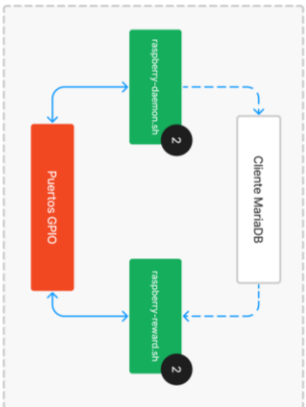 raspberry-daemon.sh
2
Cliente MariaDB
Puertos GPIO
raspberry-reward.sh
2